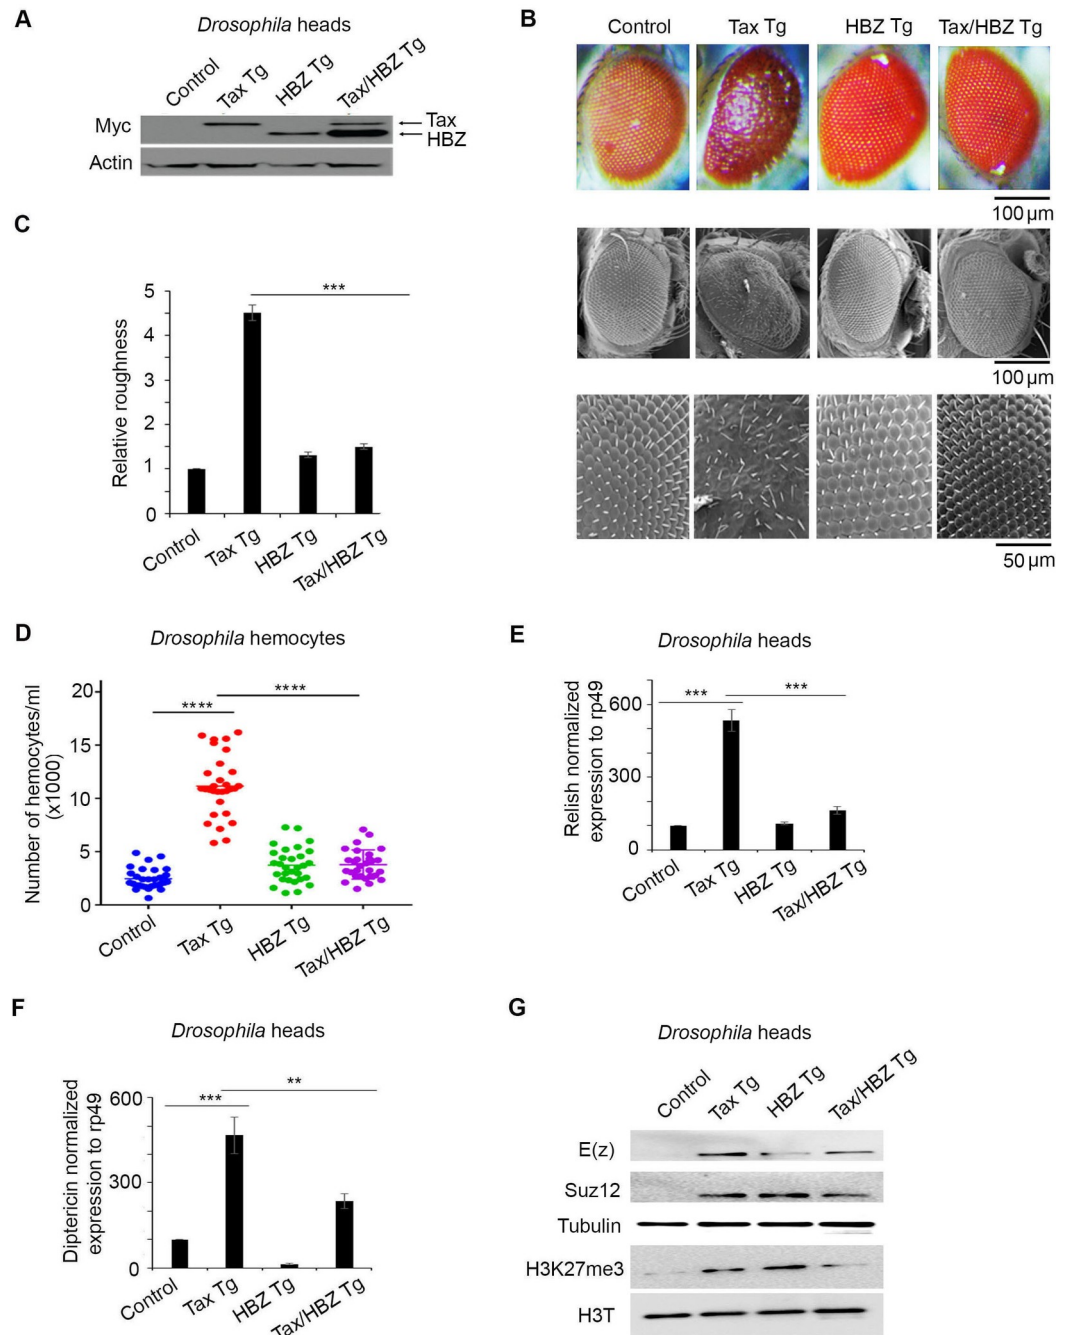 A
Drosophila heads
Control
Tax Tg
HBZ Tg
Tax/HBZ Tg
Myc
Tax
HBZ
Actin
B
Control
Tax Tg
HBZ Tg
Tax/HBZ Tg
100 µm
100 µm
50 µm
C
Relative roughness
5
4
3
2
1
0
***
Control
Tax Tg
HBZ Tg
Tax/HBZ Tg
D
Drosophila hemocytes
Number of hemocytes/ml
(x1000)
20
15
10
5
0
****
****
Control
Tax Tg
HBZ Tg
Tax/HBZ Tg
E
Drosophila heads
Relish normalized
expression to rp49
600
300
0
***
***
Control
Tax Tg
HBZ Tg
Tax/HBZ Tg
F
Drosophila heads
Diptericin normalized
expression to rp49
600
300
0
***
**
Control
Tax Tg
HBZ Tg
Tax/HBZ Tg
G
Drosophila heads
Control
Tax Tg
HBZ Tg
Tax/HBZ Tg
E(z)
Suz12
Tubulin
H3K27me3
H3T